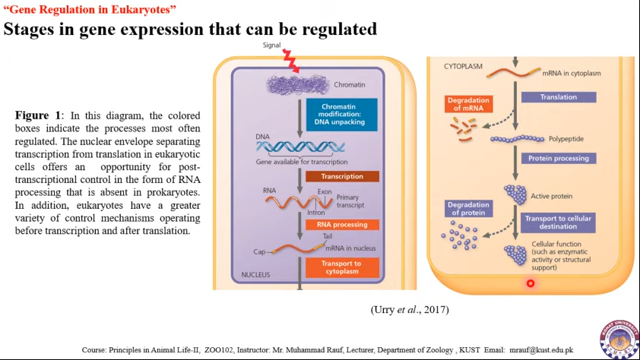 “Gene Regulation in Eukaryotes”
Stages in gene expression that can be regulated
Figure 1: In this diagram, the colored
boxes indicate the processes most often
regulated. The nuclear envelope separating
transcription from translation in eukaryotic
cells offers an opportunity for post-
transcriptional control in the form of RNA
processing that is absent in prokaryotes.
In addition, eukaryotes have a greater
variety of control mechanisms operating
before transcription and after translation.
Signal
Chromatin
Chromatin
modification:
DNA unpacking
DNA
Gene available for transcription
Transcription
RNA
Exon
Primary
transcript
Intron
RNA processing
Tail
Cap
mRNA in nucleus
Transport to
cytoplasm
NUCLEUS
CYTOPLASM
mRNA in cytoplasm
Translation
Degradation
of mRNA
Polypeptide
Protein processing
Active protein
Degradation
of protein
Transport to cellular
destination
Cellular function
(such as enzymatic
activity or structural
support)
(Urry et al., 2017)
Course: Principles in Animal Life-II, ZOO102, Instructor: Mr. Muhammad Rauf, Lecturer, Department of Zoology, KUST Email: mrauf@kust.edu.pk